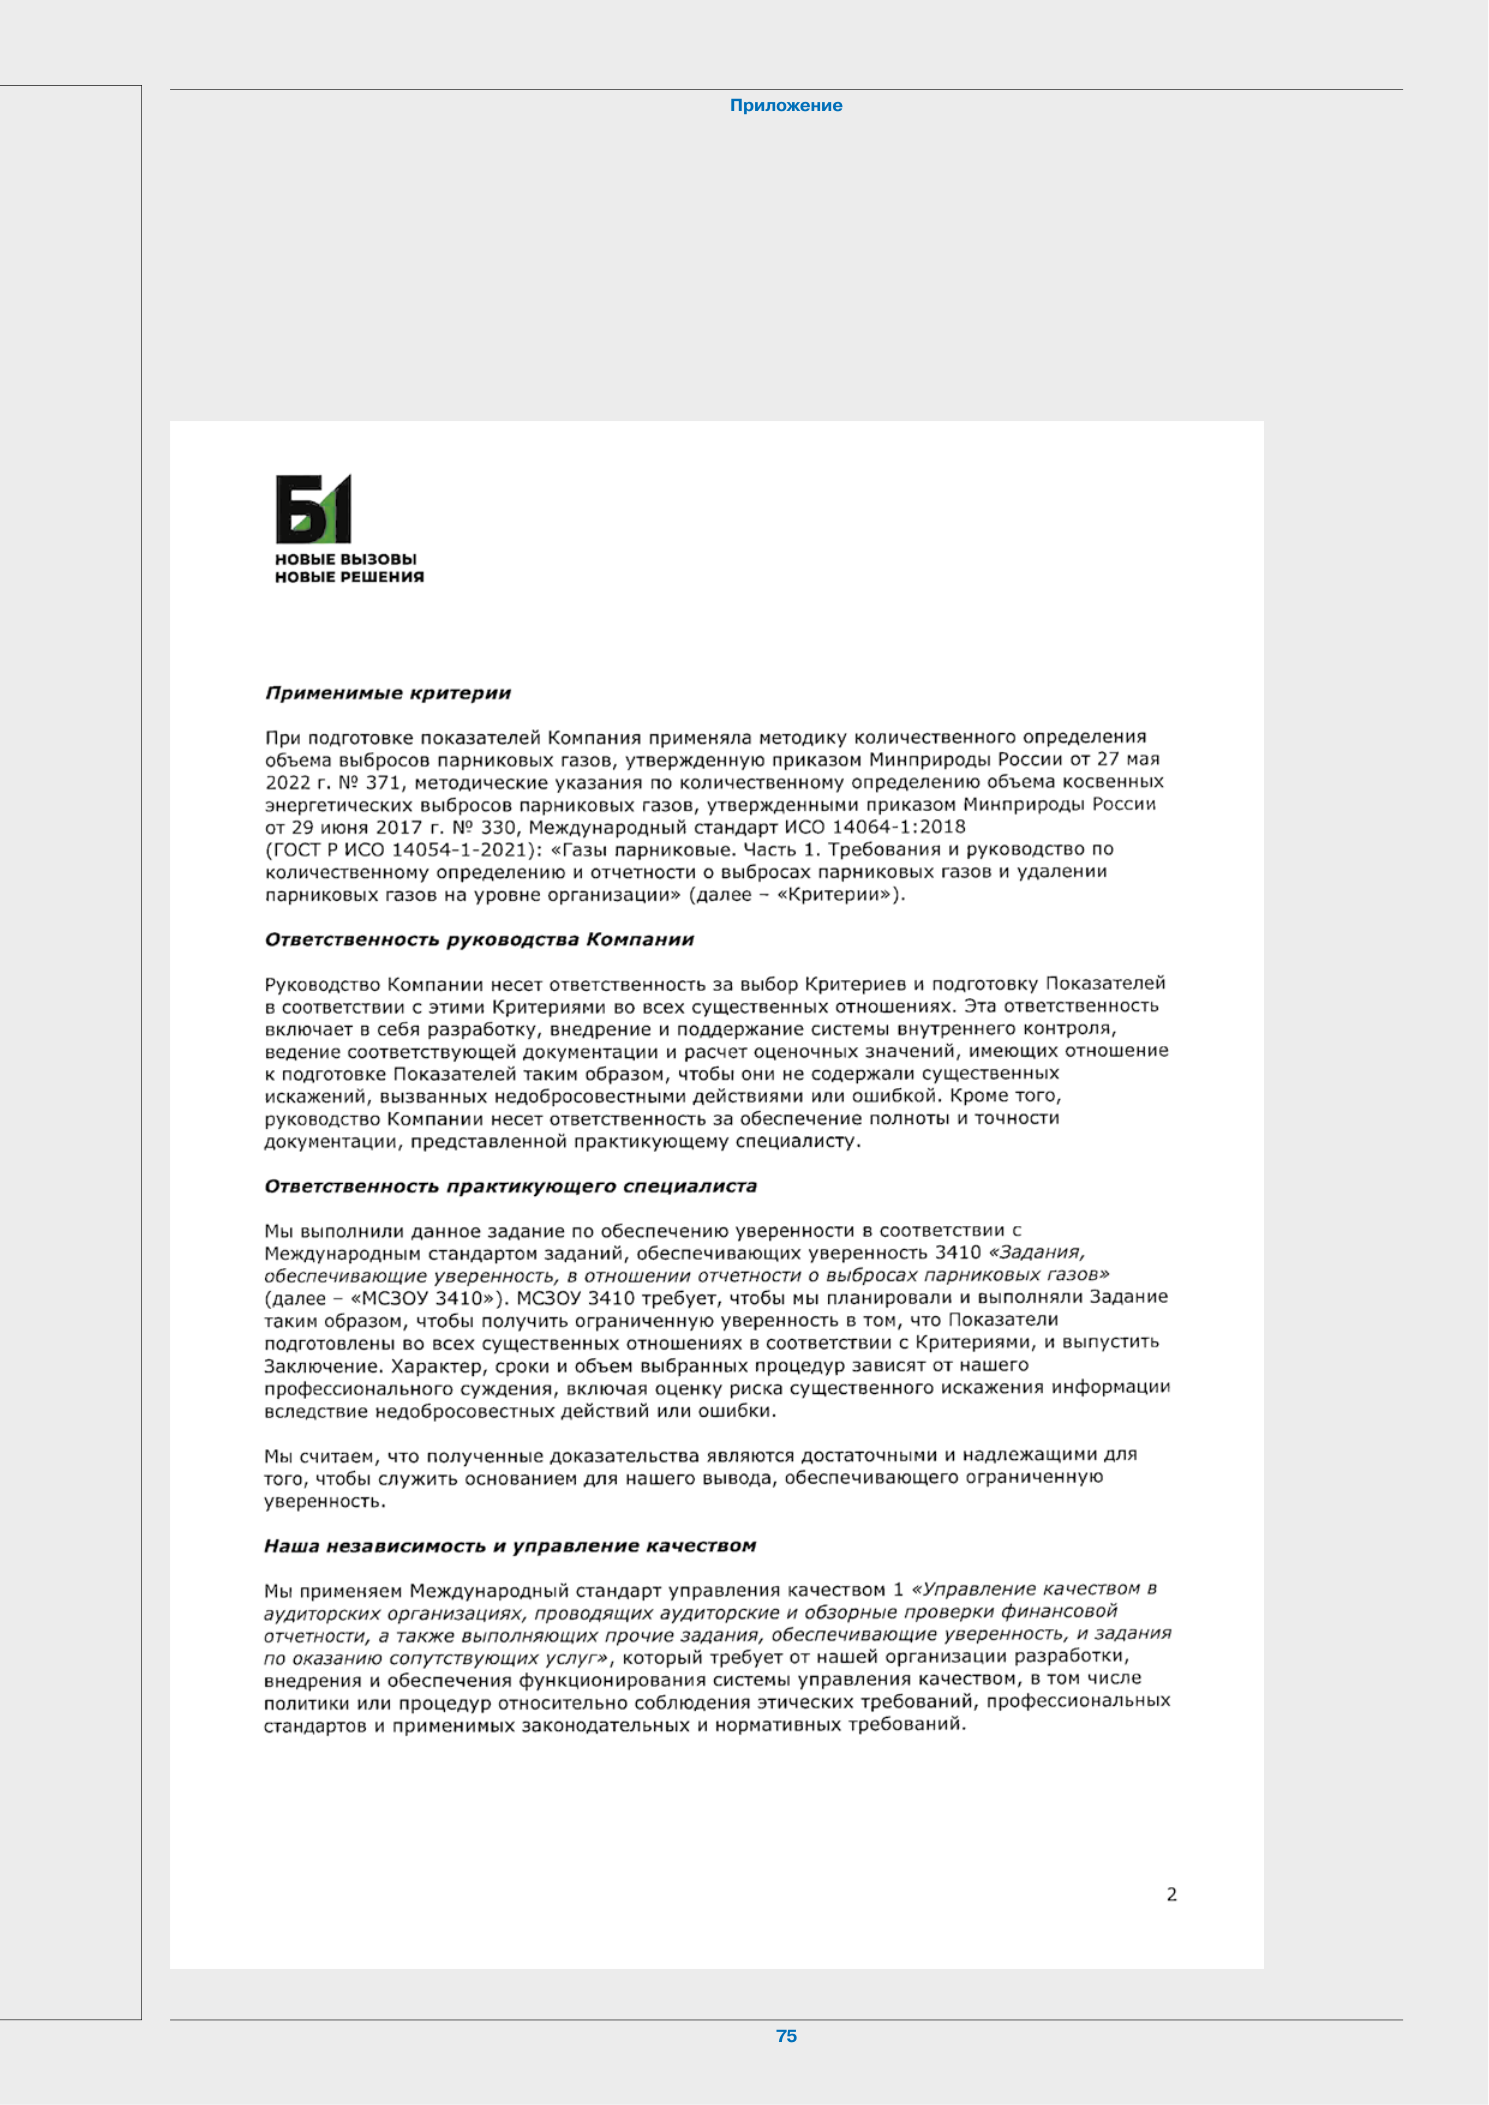 Приложение
Б1
НОВЫЕ ВЫЗОВЫ
НОВЫЕ РЕШЕНИЯ
Применимые критерии
При подготовке показателей Компания применяла методику количественного определения
объема выбросов парниковых газов, утвержденную приказом Минприроды России от 27 мая
2022 г. № 371, методические указания по количественному определению объема косвенных
энергетических выбросов парниковых газов, утвержденными приказом Минприроды России
от 29 июня 2017 г. № 330, Международный стандарт ИСО 14064-1:2018
(ГОСТ Р ИСО 14054-1-2021): «Газы парниковые. Часть 1. Требования и руководство по
количественному определению и отчетности о выбросах парниковых газов и удалении
парниковых газов на уровне организации» (далее – «Критерии»).
Ответственность руководства Компании
Руководство Компании несет ответственность за выбор Критериев и подготовку Показателей
в соответствии с этими Критериями во всех существенных отношениях. Эта ответственность
включает в себя разработку, внедрение и поддержание системы внутреннего контроля,
ведение соответствующей документации и расчет оценочных значений, имеющих отношение
к подготовке Показателей таким образом, чтобы они не содержали существенных
искажений, вызванных недобросовестными действиями или ошибкой. Кроме того,
руководство Компании несет ответственность за обеспечение полноты и точности
документации, представленной практикующему специалисту.
Ответственность практикующего специалиста
Мы выполнили данное задание по обеспечению уверенности в соответствии с
Международным стандартом заданий, обеспечивающих уверенность 3410 «Задания,
обеспечивающие уверенность, в отношении отчетности о выбросах парниковых газов»
(далее – «МСЗОУ 3410»). МСЗОУ 3410 требует, чтобы мы планировали и выполняли Задание
таким образом, чтобы получить ограниченную уверенность в том, что Показатели
подготовлены во всех существенных отношениях в соответствии с Критериями, и выпустить
Заключение. Характер, сроки и объем выбранных процедур зависят от нашего
профессионального суждения, включая оценку риска существенного искажения информации
вследствие недобросовестных действий или ошибки.
Мы считаем, что полученные доказательства являются достаточными и надлежащими для
того, чтобы служить основанием для нашего вывода, обеспечивающего ограниченную
уверенность.
Наша независимость и управление качеством
Мы применяем Международный стандарт управления качеством 1 «Управление качеством в
аудиторских организациях, проводящих аудиторские и обзорные проверки финансовой
отчетности, а также выполняющих прочие задания, обеспечивающие уверенность, и задания
по оказанию сопутствующих услуг», который требует от нашей организации разработки,
внедрения и обеспечения функционирования системы управления качеством, в том числе
политики или процедур относительно соблюдения этических требований, профессиональных
стандартов и применимых законодательных и нормативных требований.
2
75